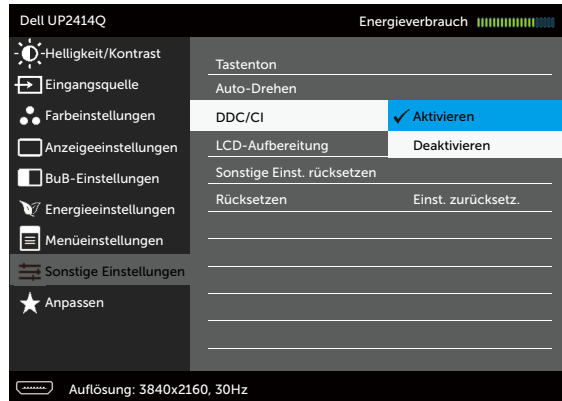 Dell UP2414Q
Energieverbrauch
Helligkeit/Kontrast
Eingangsquelle
Farbeinstellungen
Anzeigeeinstellungen
BuB-Einstellungen
Energieeinstellungen
Menüeinstellungen
Sonstige Einstellungen
Anpassen
Tastenton
Auto-Drehen
DDC/CI
Aktivieren
LCD-Aufbereitung
Deaktivieren
Sonstige Einst. rücksetzen
Rücksetzen
Einst. zurücksetz.
Auflösung: 3840x2160, 30Hz